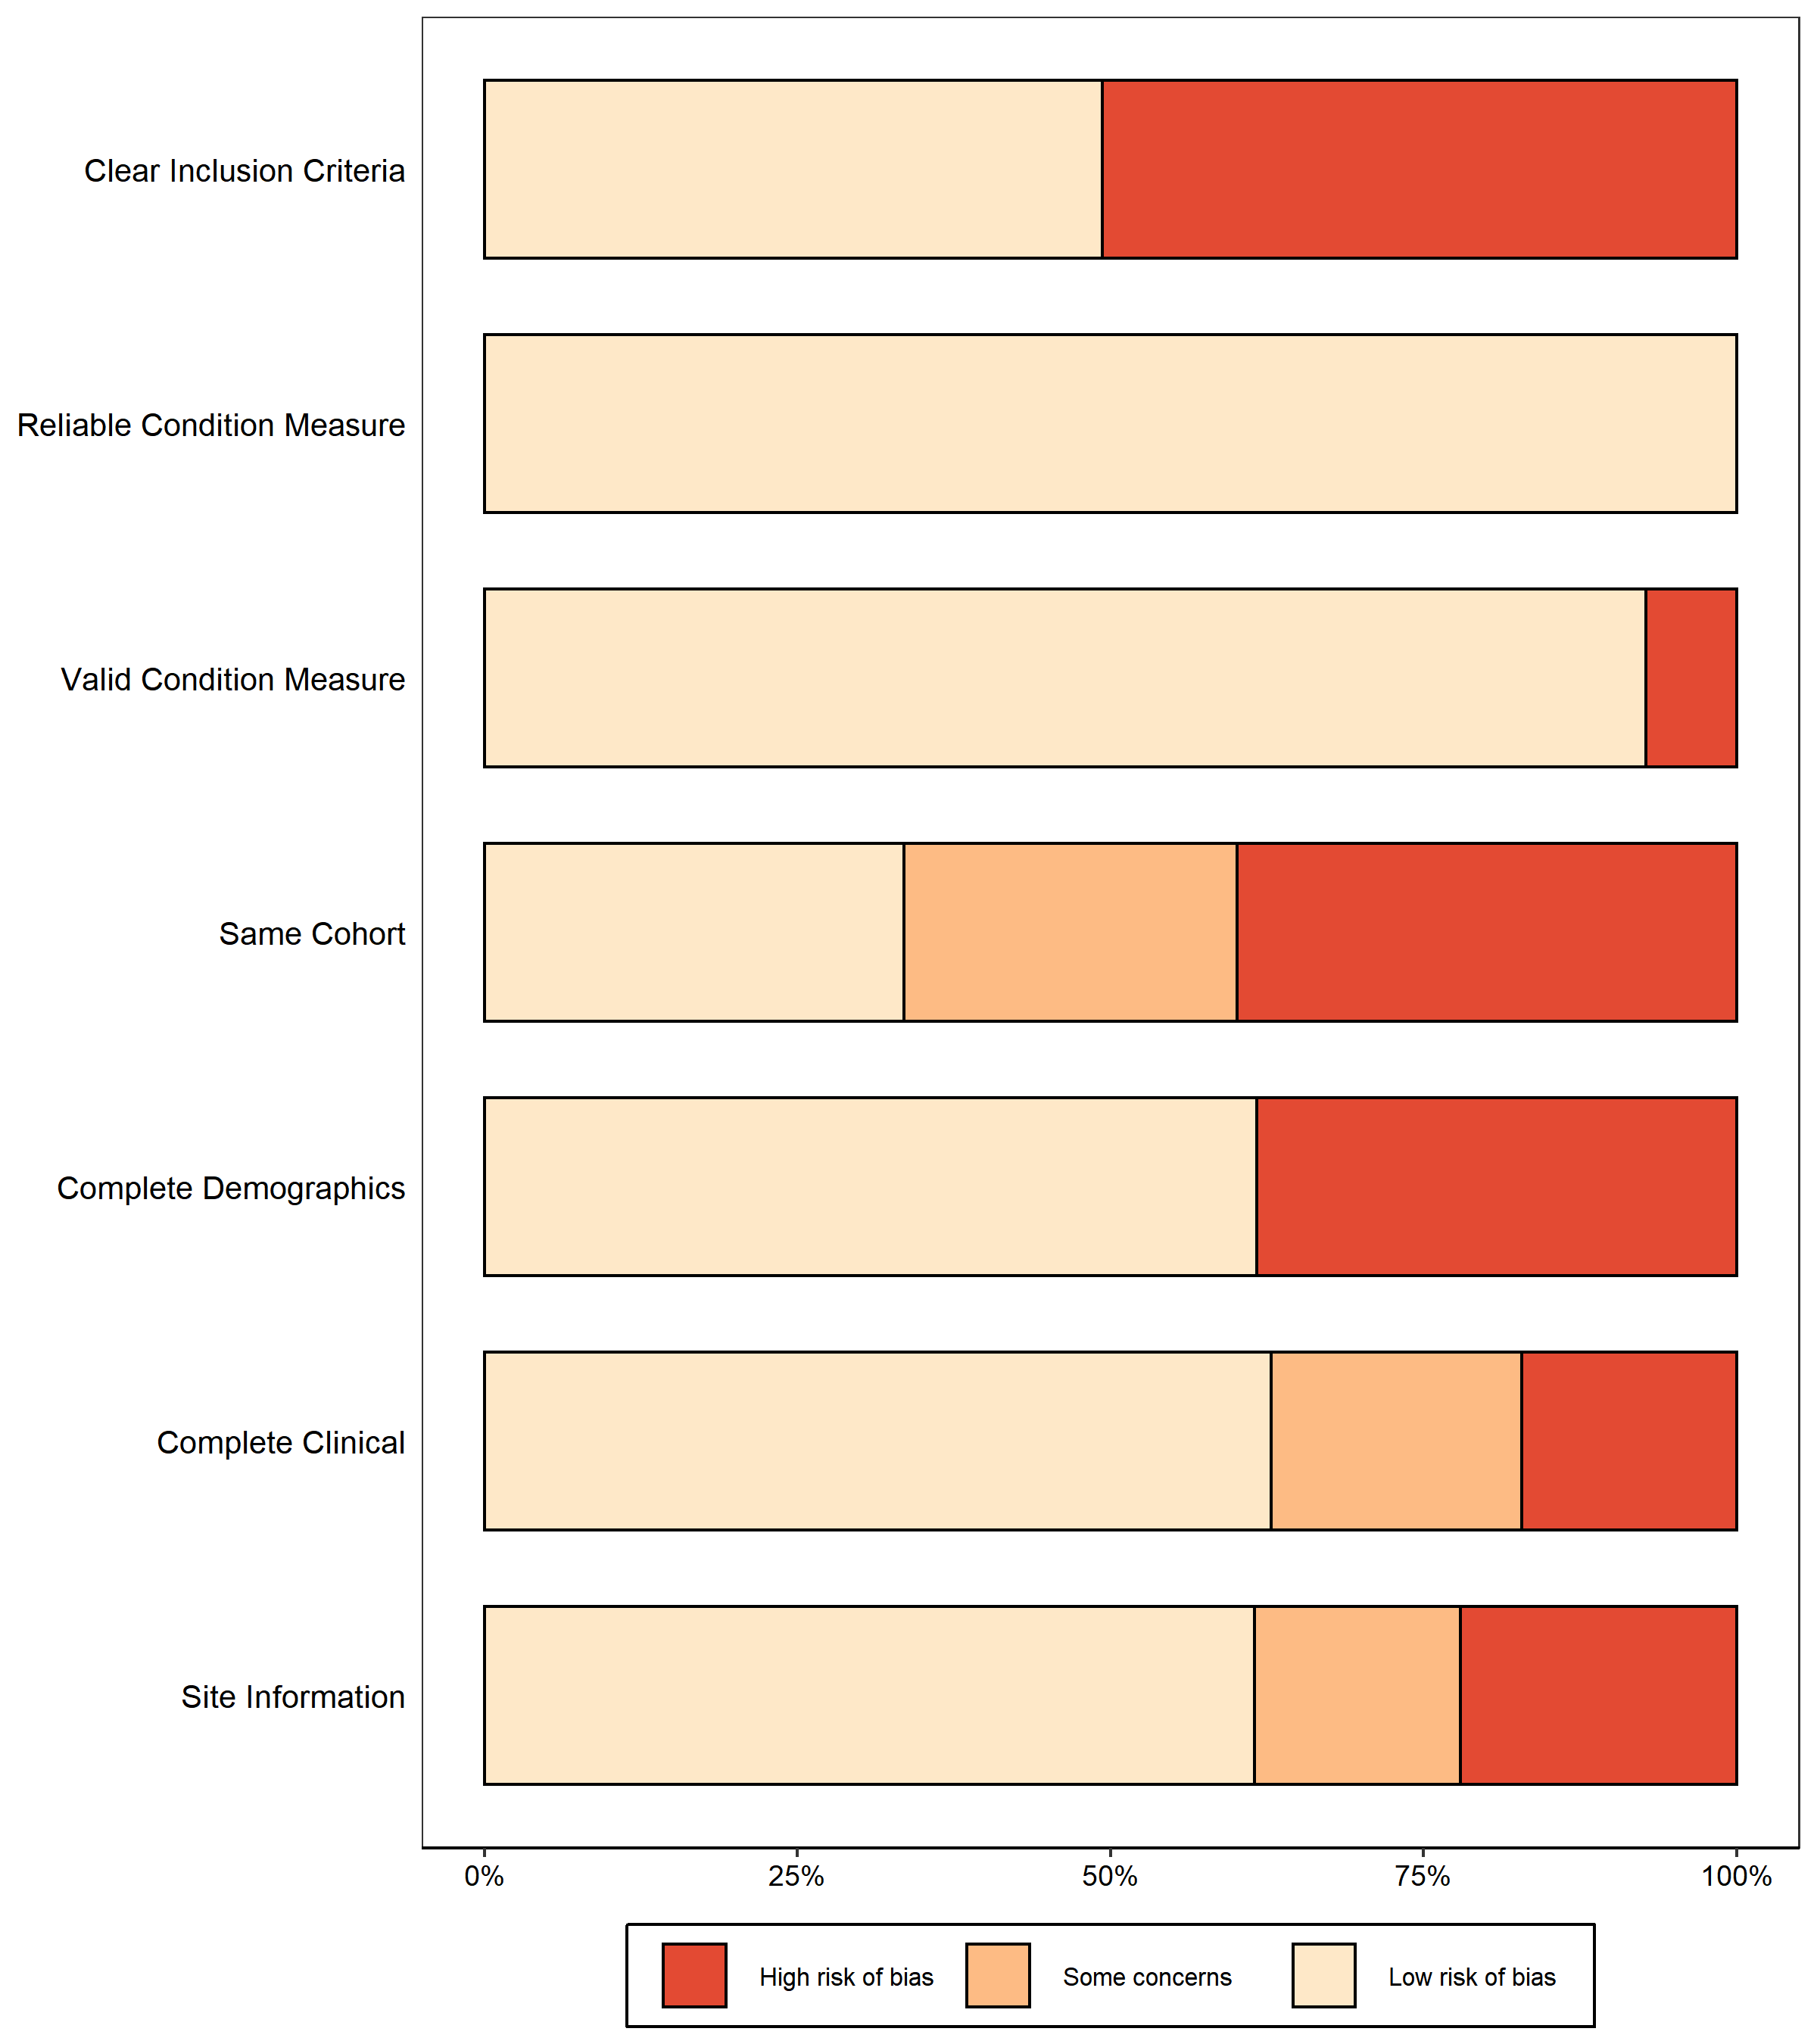 Clear Inclusion Criteria
Reliable Condition Measure
Valid Condition Measure
Same Cohort
Complete Demographics
Complete Clinical
Site Information
0% 25% 50% 75% 100%
High risk of bias Some concerns Low risk of bias